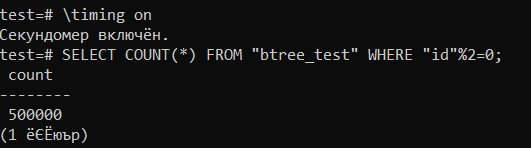 test=# \timing on
Секундомер включён.
test=# SELECT COUNT(*) FROM "btree_test" WHERE "id"%2=0;
 count
--------
 500000
(1 ёЄЁюър)